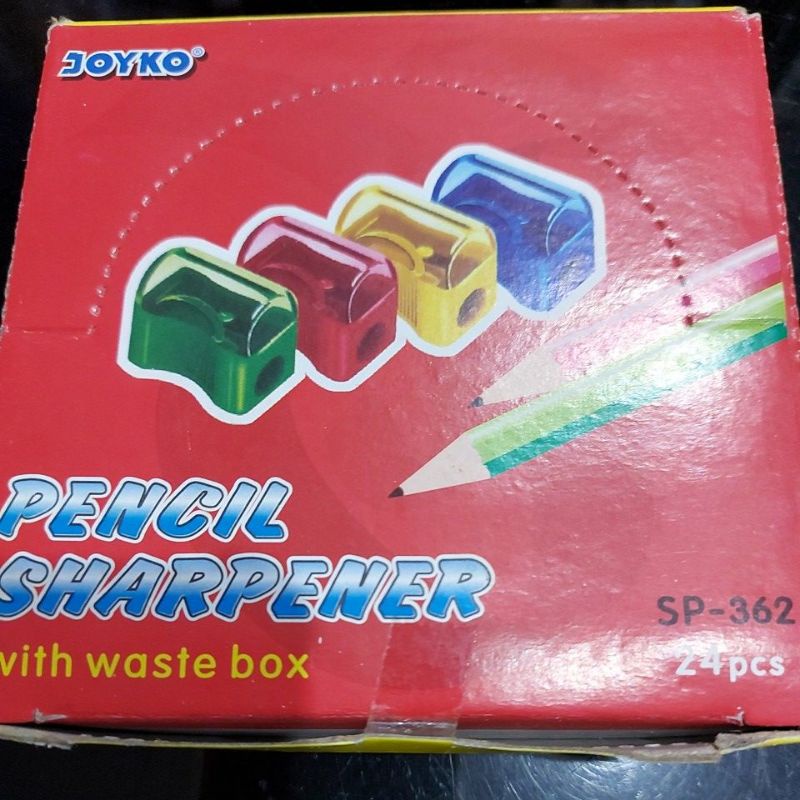 JOYKO®
PENCIL
SHARPENER
with waste box
SP-362
24pcs